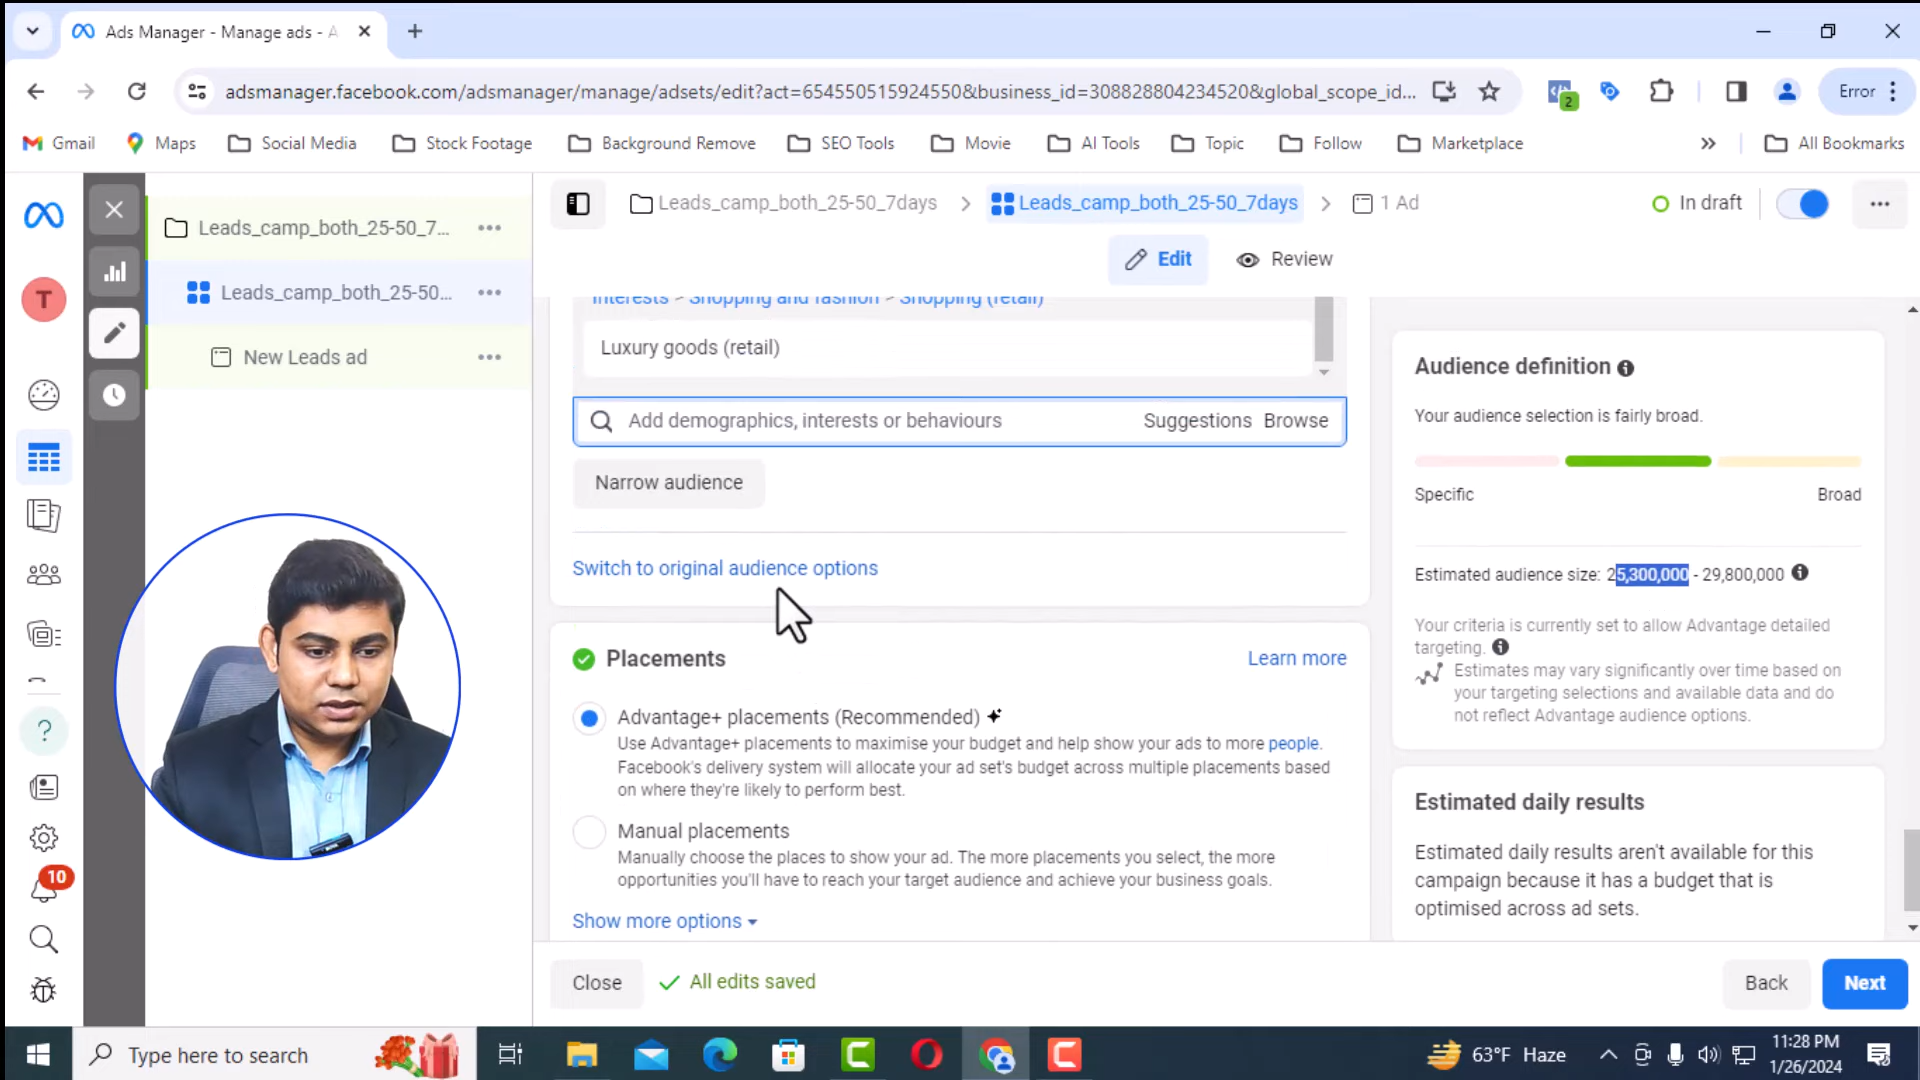 Ads Manager - Manage ads - A
adsmanager.facebook.com/adsmanager/manage/adsets/edit?act=654550515924550&business_id=308828804234520&global_scope_id...
2
Error
Gmail
Maps
Social Media
Stock Footage
Background Remove
SEO Tools
Movie
AI Tools
Topic
Follow
Marketplace
All Bookmarks
Leads_camp_both_25-50_7...
Leads_camp_both_25-50...
New Leads ad
T
10
Leads_camp_both_25-50_7days
Leads_camp_both_25-50_7days
1 Ad
In draft
Edit
Review
Interests > Shopping and fashion > Shopping (retail)
Luxury goods (retail)
Add demographics, interests or behaviours
Suggestions
Browse
Narrow audience
Switch to original audience options
Placements
Learn more
Advantage+ placements (Recommended)
Use Advantage+ placements to maximise your budget and help show your ads to more people.
Facebook's delivery system will allocate your ad set's budget across multiple placements based
on where they're likely to perform best.
Manual placements
Manually choose the places to show your ad. The more placements you select, the more
opportunities you'll have to reach your target audience and achieve your business goals.
Show more options
Audience definition
Your audience selection is fairly broad.
Specific
Broad
Estimated audience size: 25,300,000 - 29,800,000
Your criteria is currently set to allow Advantage detailed
targeting.
Estimates may vary significantly over time based on
your targeting selections and available data and do
not reflect Advantage audience options.
Estimated daily results
Estimated daily results aren't available for this
campaign because it has a budget that is
optimised across ad sets.
Close
All edits saved
Back
Next
Type here to search
63°F Haze
11:28 PM
1/26/2024